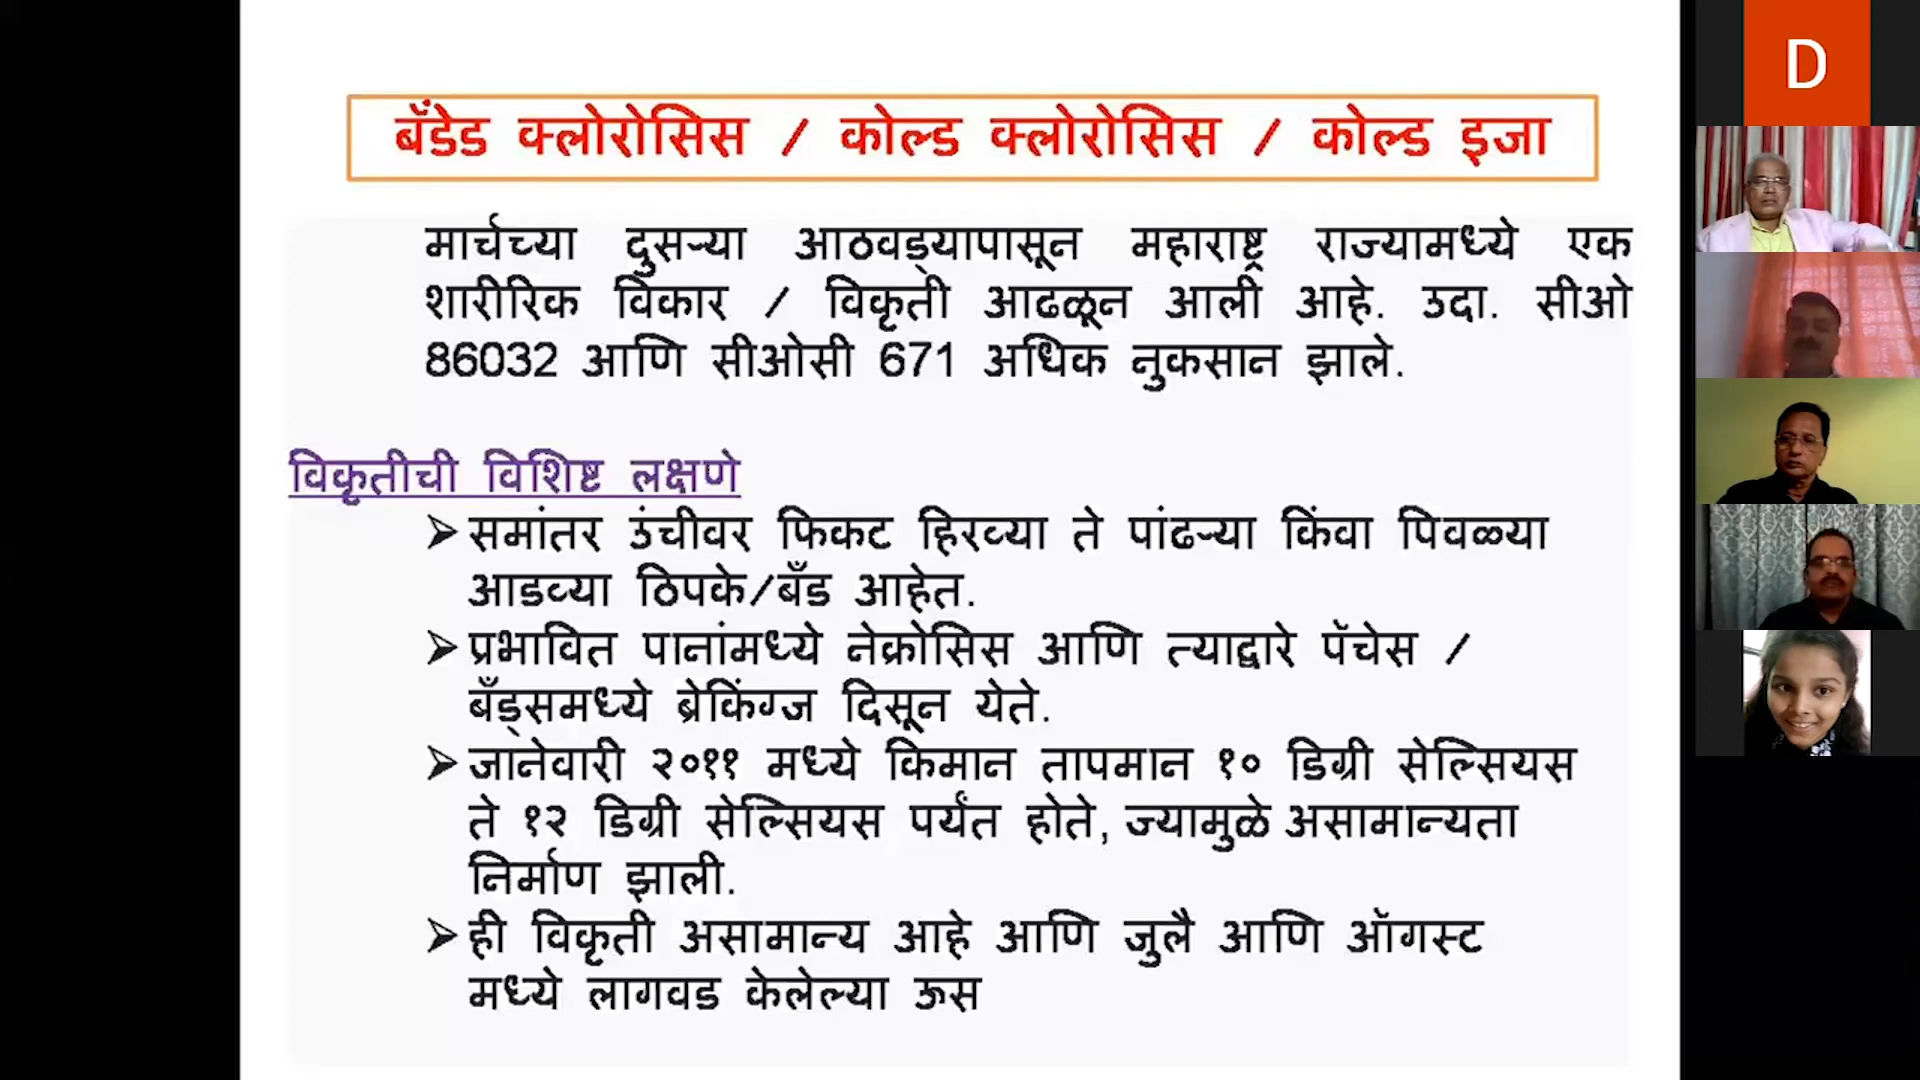 बॅंडेड क्लोरोसिस / कोल्ड क्लोरोसिस / कोल्ड इजा
मार्चच्या दुसऱ्या आठवड्यापासून महाराष्ट्र राज्यामध्ये एक
शारीरिक विकार / विकृती आढळून आली आहे. उदा. सीओ
86032 आणि सीओसी 671 अधिक नुकसान झाले.
विकृतीची विशिष्ट लक्षणे
➢ समांतर उंचीवर फिकट हिरव्या ते पांढऱ्या किंवा पिवळ्या
आडव्या ठिपके/बँड आहेत.
➢ प्रभावित पानांमध्ये नेक्रोसिस आणि त्याद्वारे पॅचेस /
बँड्समध्ये ब्रेकिंग्ज दिसून येते.
➢ जानेवारी २०११ मध्ये किमान तापमान १० डिग्री सेल्सियस
ते १२ डिग्री सेल्सियस पर्यंत होते, ज्यामुळे असामान्यता
निर्माण झाली.
➢ ही विकृती असामान्य आहे आणि जुलै आणि ऑगस्ट
मध्ये लागवड केलेल्या ऊस
D